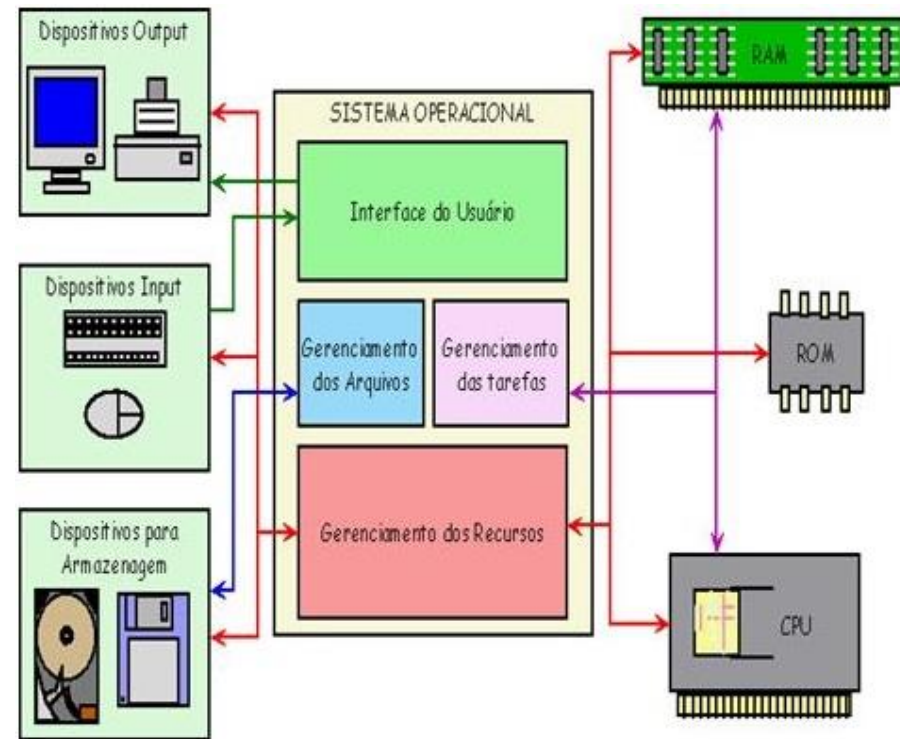 Dispositivos Output
SISTEMA OPERACIONAL
Interface do Usuário
Dispositivos Input
Gerenciamento
dos Arquivos
Gerenciamento
das tarefas
Gerenciamento dos Recursos
Dispositivos para
Armazenagem
RAM
ROM
CPU